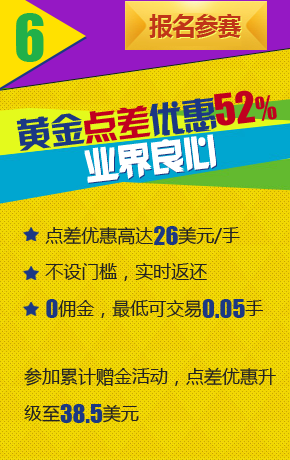 6
报名参赛
黄金点差优惠52%
业界良心
★ 点差优惠高达26美元/手
★ 不设门槛，实时返还
★ 0佣金，最低可交易0.05手
参加累计赠金活动，点差优惠升
级至38.5美元